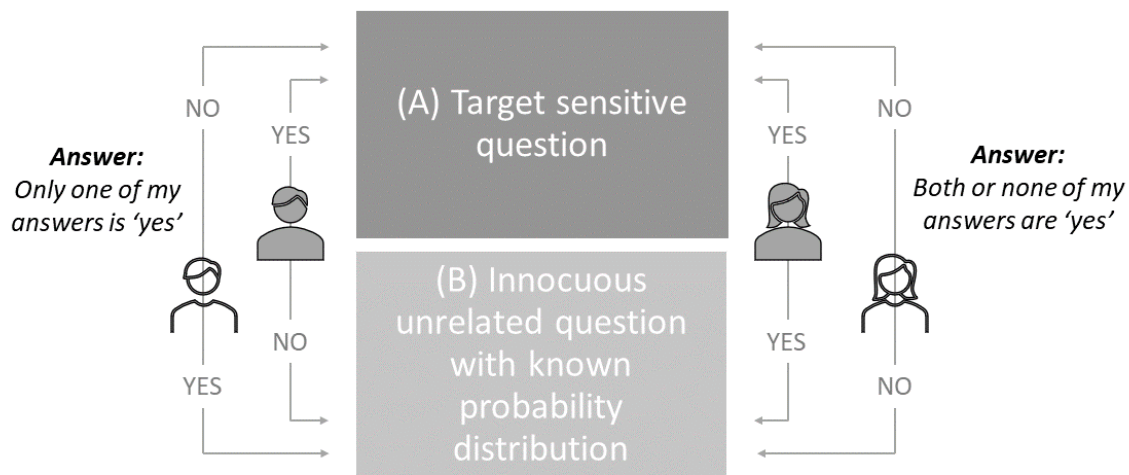 NO
YES
Answer:
Only one of my
answers is ‘yes’
NO
YES
(A) Target sensitive
question
(B) Innocuous
unrelated question
with known
probability
distribution
YES
NO
Answer:
Both or none of my
answers are ‘yes’
YES
NO